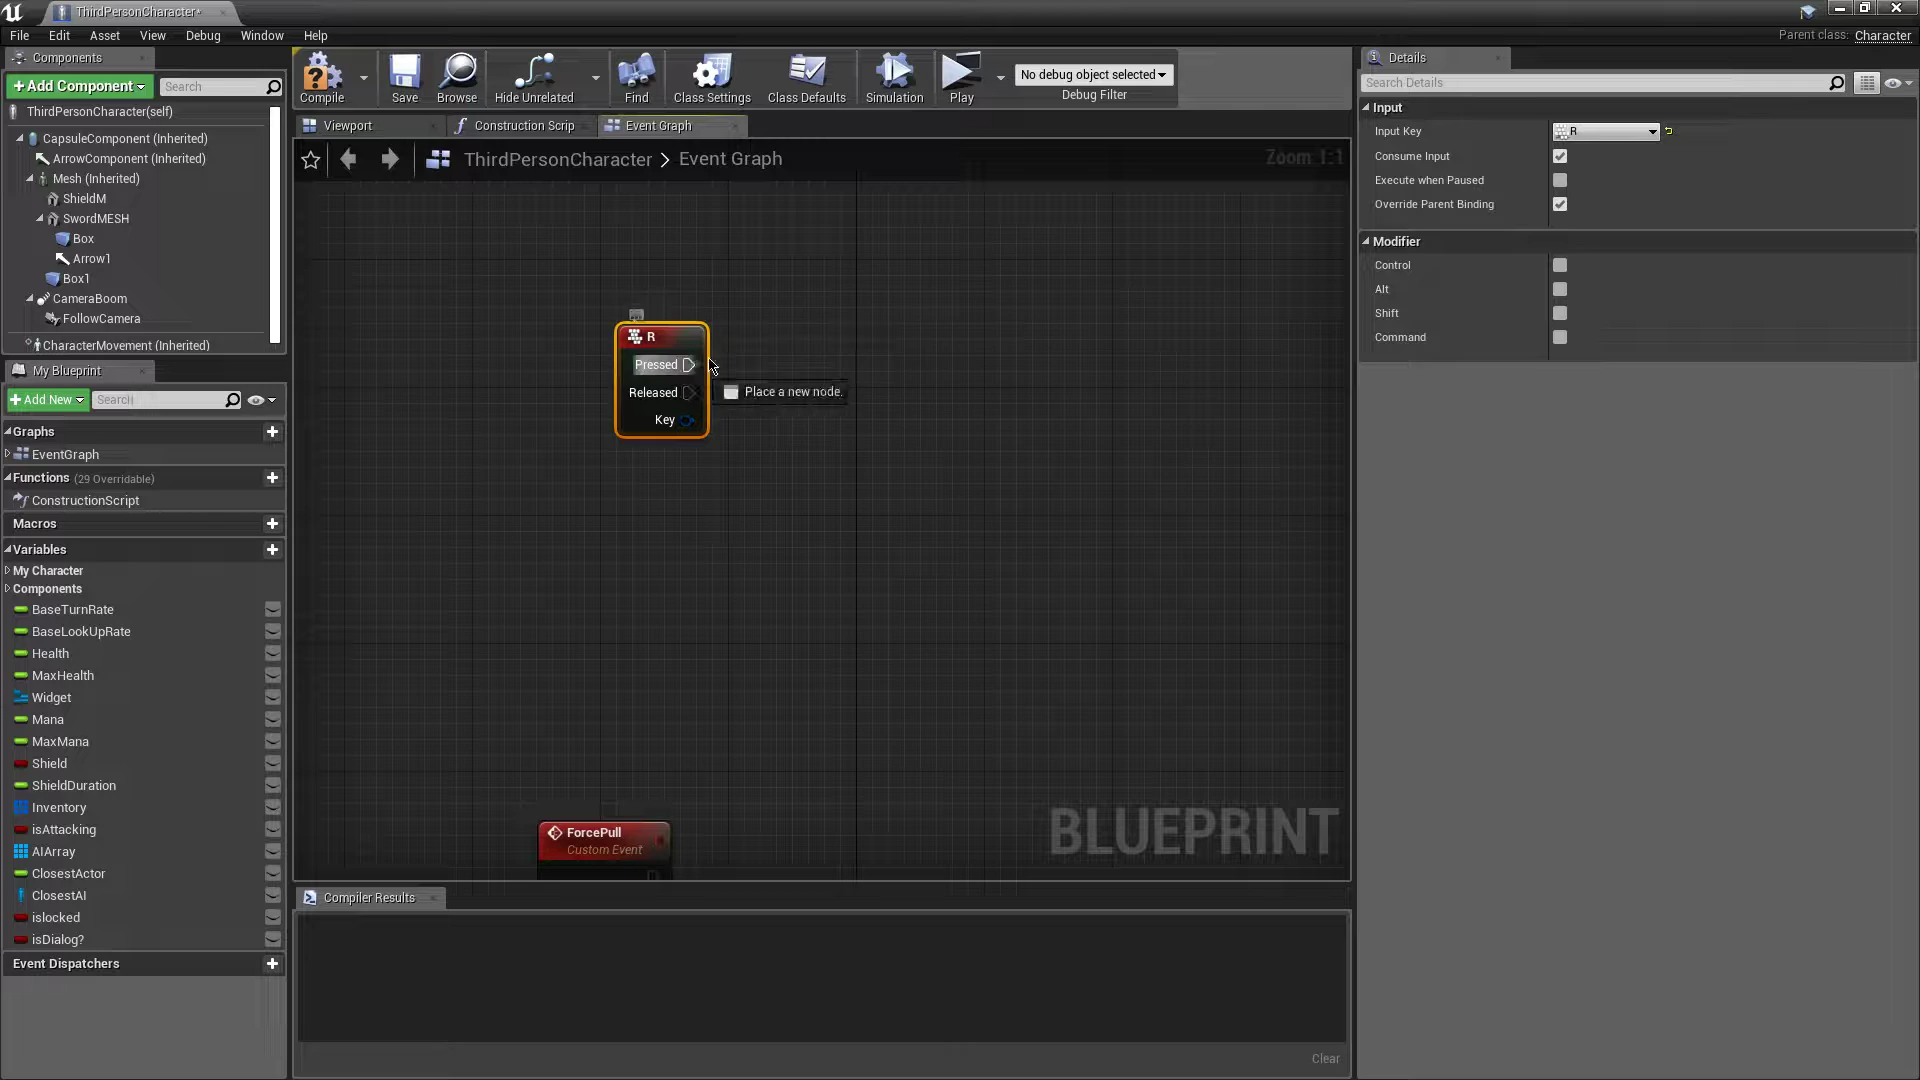 ThirdPersonCharacter*
File Edit Asset View Debug Window Help
Parent class: Character
Components
Add Component
Search
ThirdPersonCharacter(self)
CapsuleComponent (Inherited)
ArrowComponent (Inherited)
Mesh (Inherited)
ShieldM
SwordMESH
Box
Arrow1
Box1
CameraBoom
FollowCamera
CharacterMovement (Inherited)
My Blueprint
Add New
Search
Graphs
EventGraph
Functions (29 Overridable)
ConstructionScript
Macros
Variables
My Character
Components
BaseTurnRate
BaseLookUpRate
Health
MaxHealth
Widget
Mana
MaxMana
Shield
ShieldDuration
Inventory
isAttacking
AIArray
ClosestActor
ClosestAI
islocked
isDialog?
Event Dispatchers
Compile
Save
Browse
Hide Unrelated
Find
Class Settings
Class Defaults
Simulation
Play
No debug object selected
Debug Filter
Viewport
Construction Scrip
Event Graph
ThirdPersonCharacter > Event Graph
Zoom 1:1
R
Pressed
Released
Key
Place a new node.
ForcePull
Custom Event
BLUEPRINT
Compiler Results
Clear
Details
Search Details
Input
Input Key
R
Consume Input
Execute when Paused
Override Parent Binding
Modifier
Control
Alt
Shift
Command